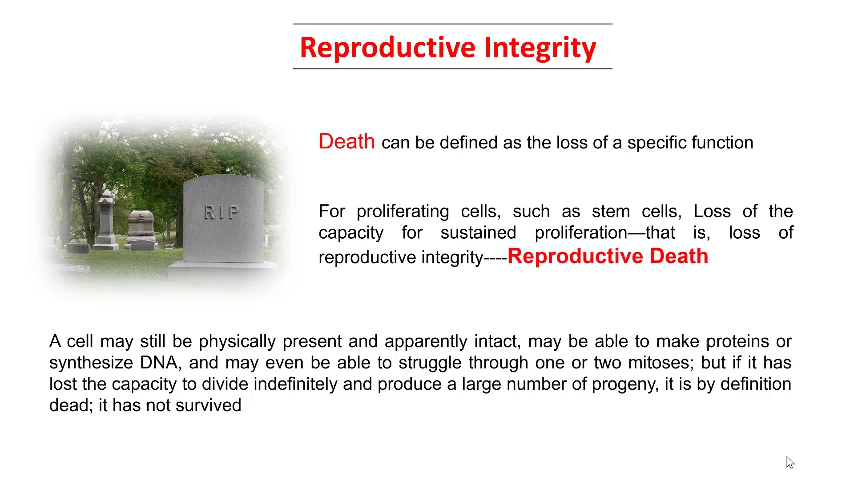 Reproductive Integrity
RIP
Death can be defined as the loss of a specific function
For proliferating cells, such as stem cells, Loss of the
capacity for sustained proliferation—that is, loss of
reproductive integrity----Reproductive Death
A cell may still be physically present and apparently intact, may be able to make proteins or
synthesize DNA, and may even be able to struggle through one or two mitoses; but if it has
lost the capacity to divide indefinitely and produce a large number of progeny, it is by definition
dead; it has not survived